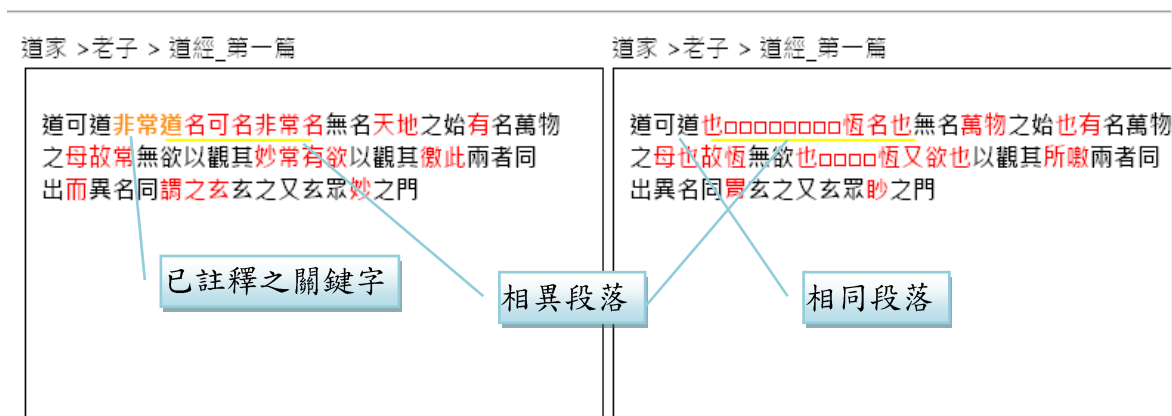 道家 >老子 > 道經_第一篇
道可道非常道名可名非常名無名天地之始有名萬物
之母故常無欲以觀其妙常有欲以觀其徼此兩者同
出而異名同謂之玄玄之又玄眾妙之門
道家 >老子 > 道經_第一篇
道可道也□□□□□□□□恆名也無名萬物之始也有名萬物
之母也故恆無欲也□□□□恆又欲也以觀其所噭兩者同
出異名同胃玄之又玄眾眇之門
已註釋之關鍵字
相異段落
相同段落